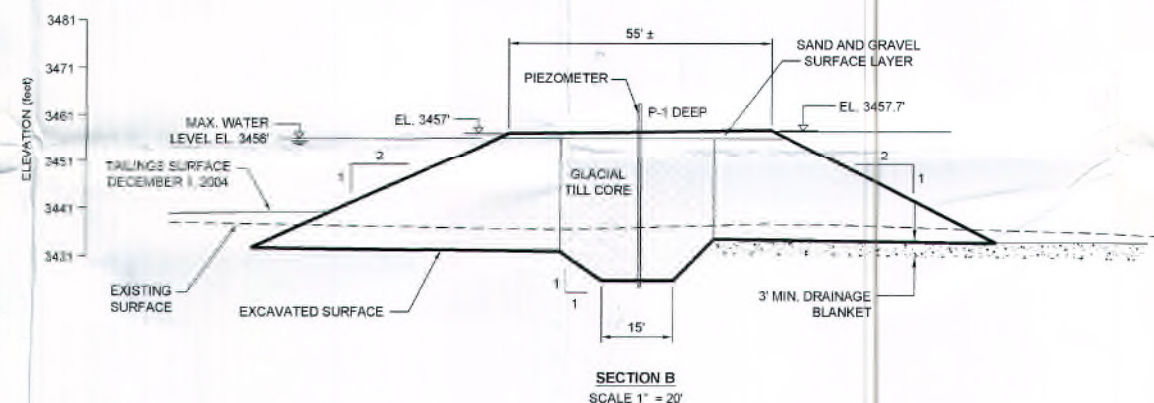 3481
3471
3461
3451
3441
3431
ELEVATION (feet)
55' ±
SAND AND GRAVEL
SURFACE LAYER
PIEZOMETER
P-1 DEEP
EL. 3457.7'
EL. 3457'
MAX. WATER
LEVEL EL. 3456'
2
1
TAILINGS SURFACE
DECEMBER 1, 2004
GLACIAL
TILL CORE
2
1
EXISTING
SURFACE
EXCAVATED SURFACE
1
1
15'
3' MIN. DRAINAGE
BLANKET
SECTION B
SCALE 1" = 20'